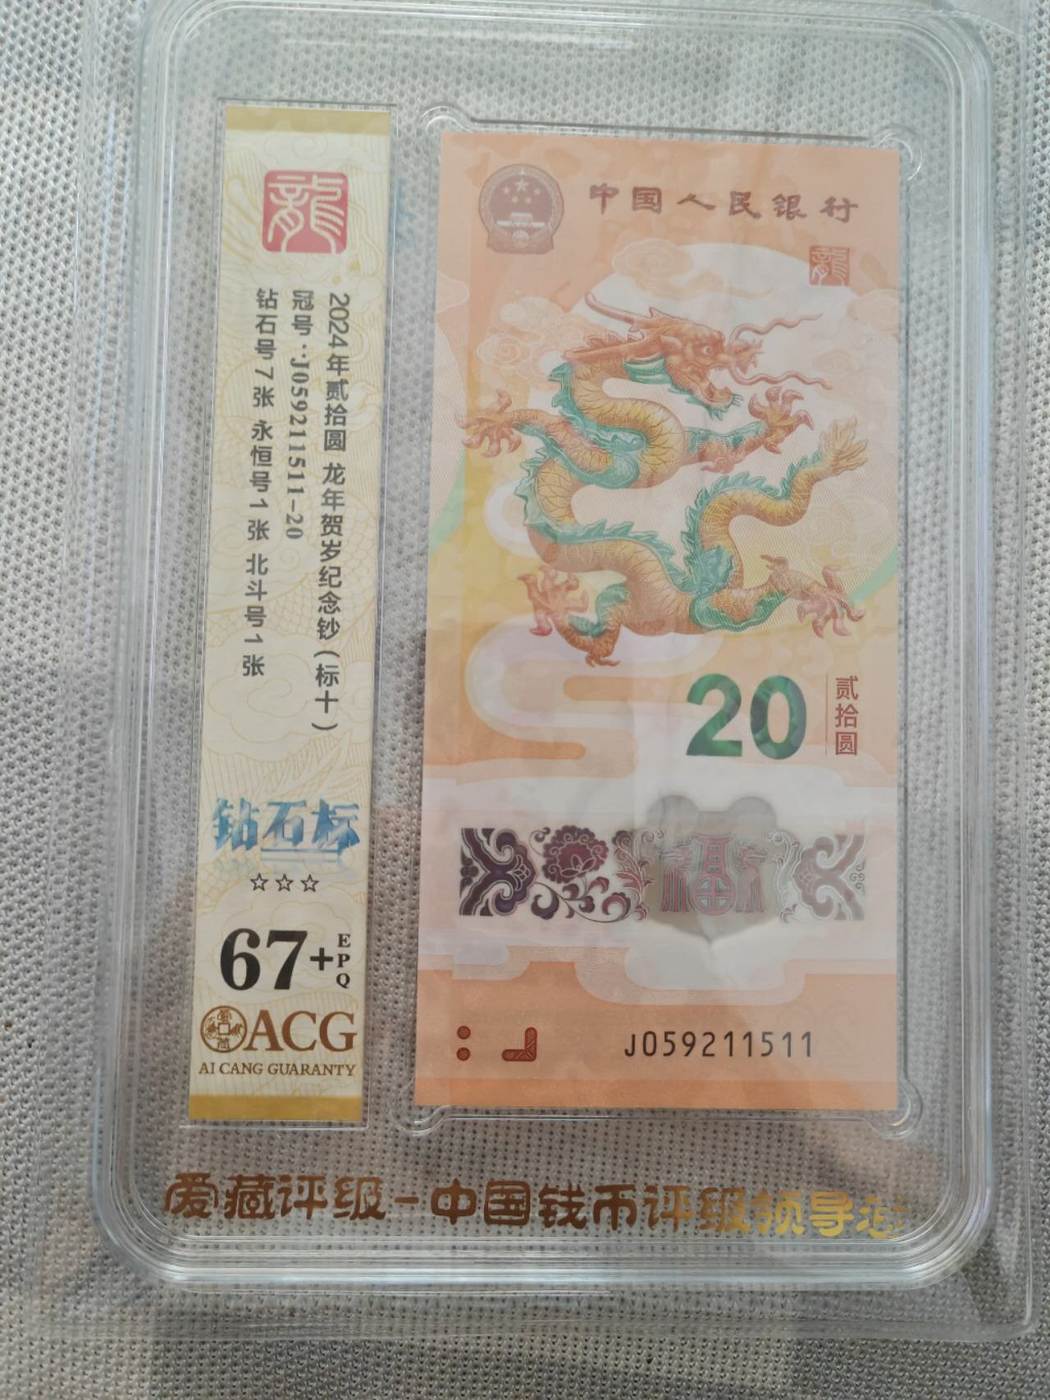 龍
2024年贰拾圆 龙年贺岁纪念钞(标十)
冠号:J059211511-20
钻石号7张 永恒号1张 北斗号1张
钻石标
☆☆☆
67+EPQ
ACG
AI CANG GUARANTY
中国人民银行
龍
20
贰拾圆
福
J059211511
爱藏评级-中国钱币评级领导